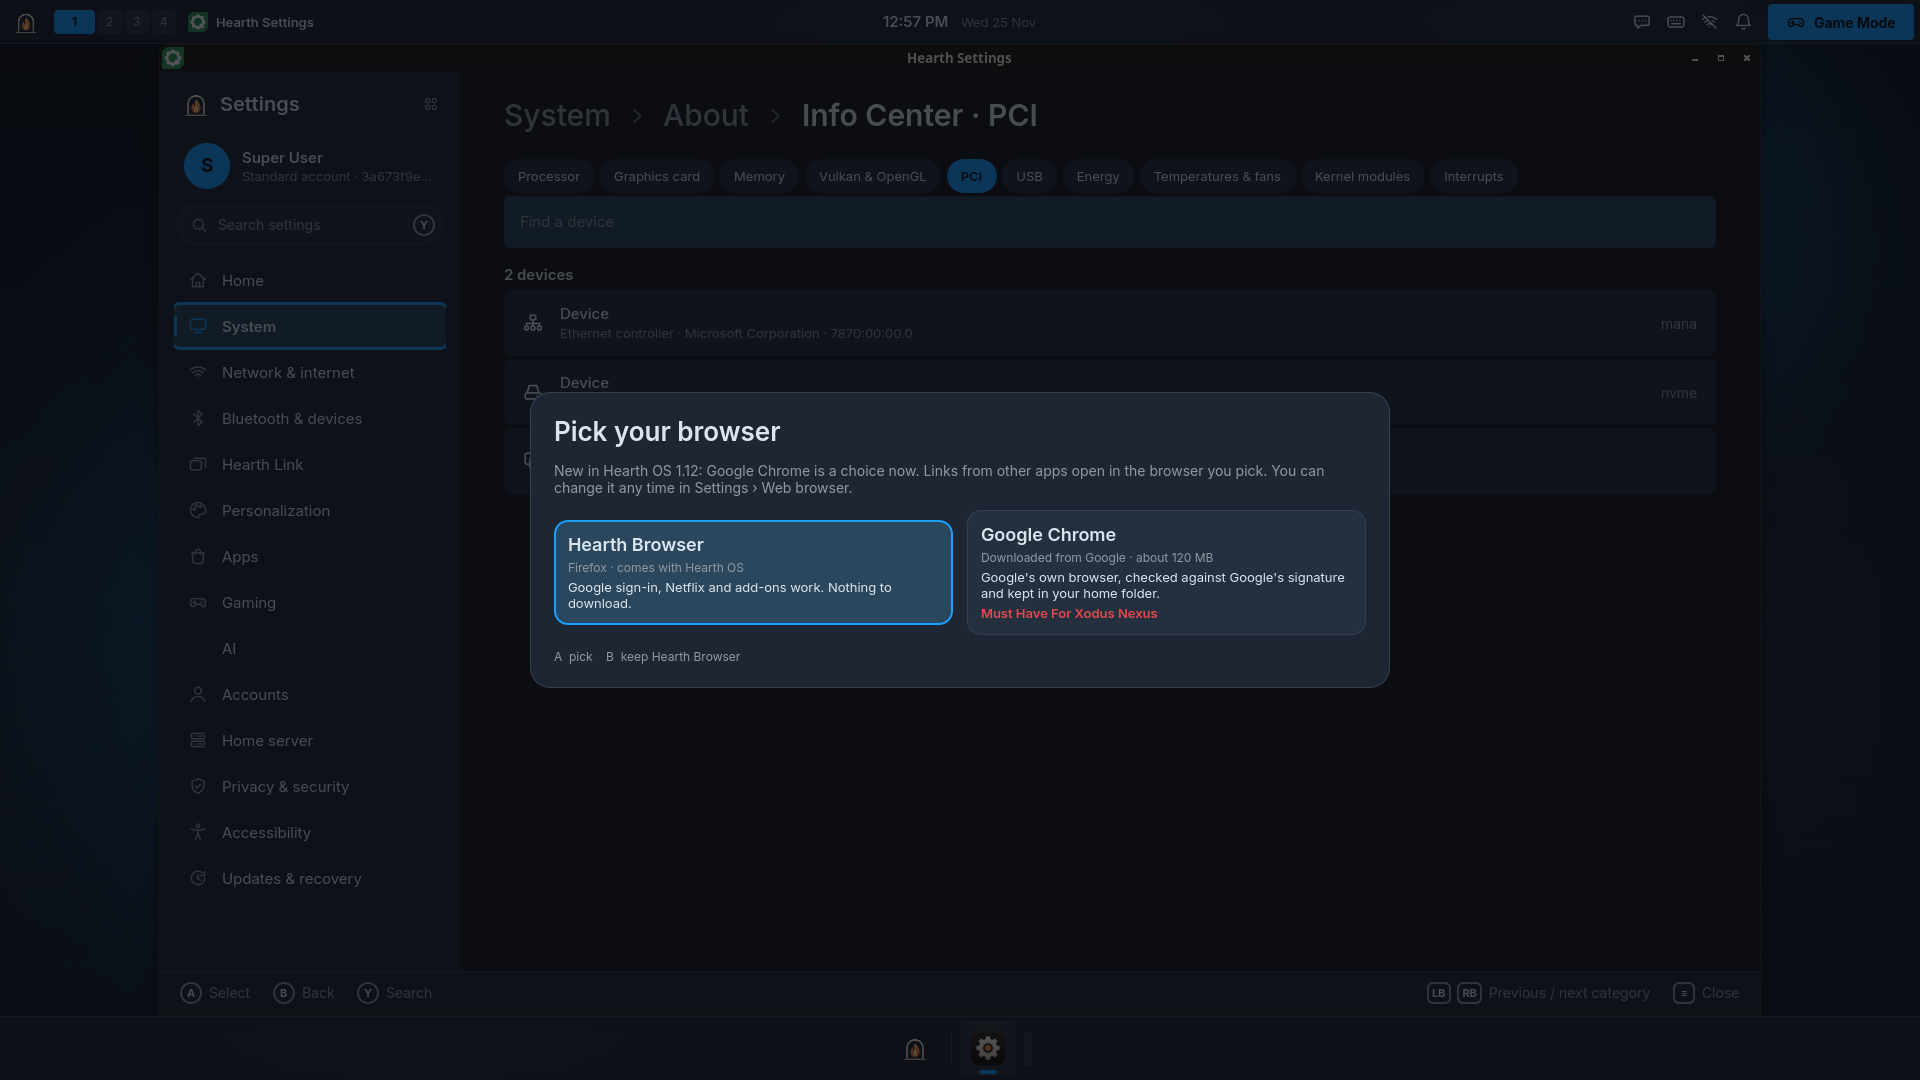 1 2 3 4 Hearth Settings
12:57 PM Wed 25 Nov
Game Mode
Hearth Settings
Settings
S
Super User
Standard account · 3a673f9e...
Search settings Y
Home
System
Network & internet
Bluetooth & devices
Hearth Link
Personalization
Apps
Gaming
AI
Accounts
Home server
Privacy & security
Accessibility
Updates & recovery
System › About › Info Center · PCI
Processor Graphics card Memory Vulkan & OpenGL PCI USB Energy Temperatures & fans Kernel modules Interrupts
Find a device
2 devices
Device
Ethernet controller · Microsoft Corporation · 7870:00:00.0
mana
Device
nvme
Pick your browser
New in Hearth OS 1.12: Google Chrome is a choice now. Links from other apps open in the browser you pick. You can
change it any time in Settings › Web browser.
Hearth Browser
Firefox · comes with Hearth OS
Google sign-in, Netflix and add-ons work. Nothing to
download.
Google Chrome
Downloaded from Google · about 120 MB
Google's own browser, checked against Google's signature
and kept in your home folder.
Must Have For Xodus Nexus
A pick B keep Hearth Browser
A Select B Back Y Search
LB RB Previous / next category Close